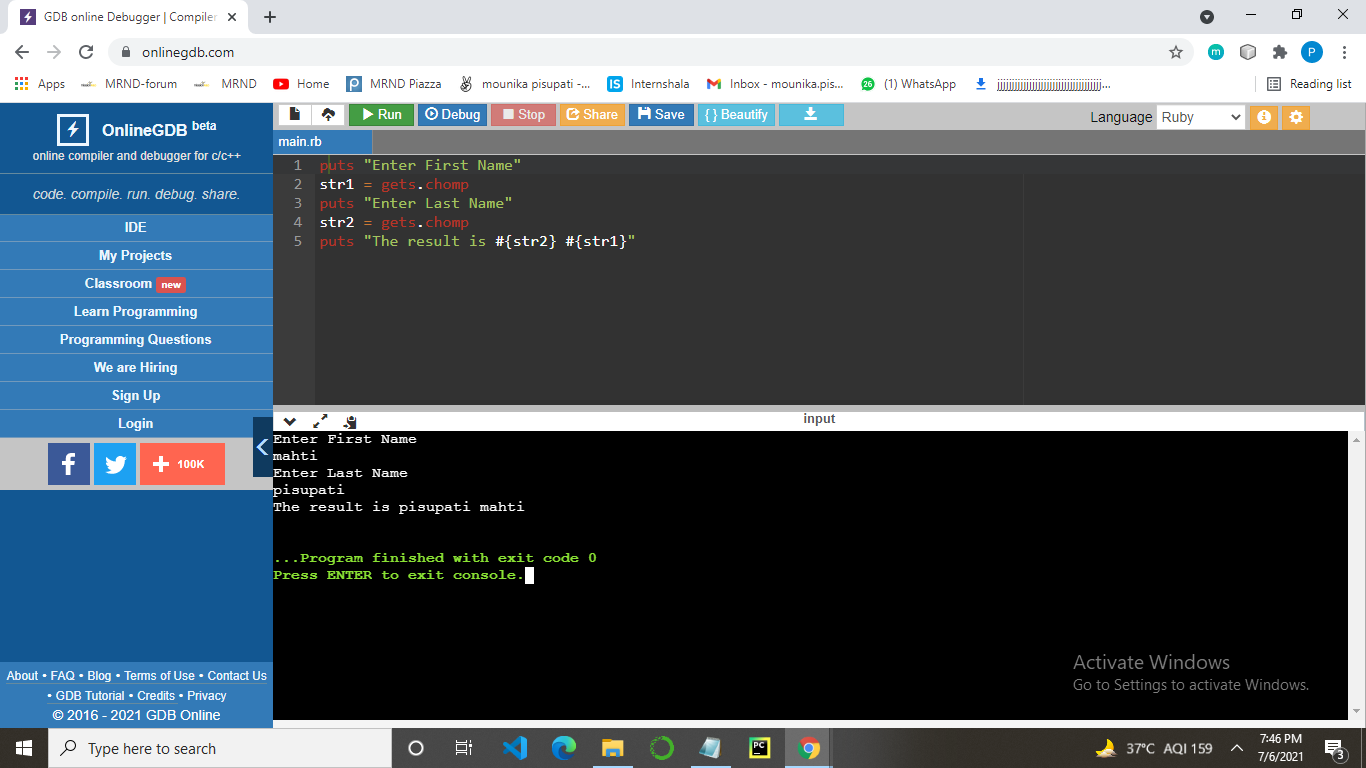 GDB online Debugger | Compiler
onlinegdb.com
P
Apps MRND-forum MRND Home MRND Piazza mounika pisupati -... Internshala Inbox - mounika.pis... (1) WhatsApp Reading list
OnlineGDB beta
online compiler and debugger for c/c++
code. compile. run. debug. share.
IDE
My Projects
Classroom new
Learn Programming
Programming Questions
We are Hiring
Sign Up
Login
100K
About • FAQ • Blog • Terms of Use • Contact Us
• GDB Tutorial • Credits • Privacy
© 2016 - 2021 GDB Online
Run Debug Stop Share Save { } Beautify Language Ruby
main.rb
1 puts "Enter First Name"
2 str1 = gets.chomp
3 puts "Enter Last Name"
4 str2 = gets.chomp
5 puts "The result is #{str2} #{str1}"
input
Enter First Name
mahti
Enter Last Name
pisupati
The result is pisupati mahti
...Program finished with exit code 0
Press ENTER to exit console.
Activate Windows
Go to Settings to activate Windows.
Type here to search
PC
37°C AQI 159
7:46 PM
7/6/2021
3